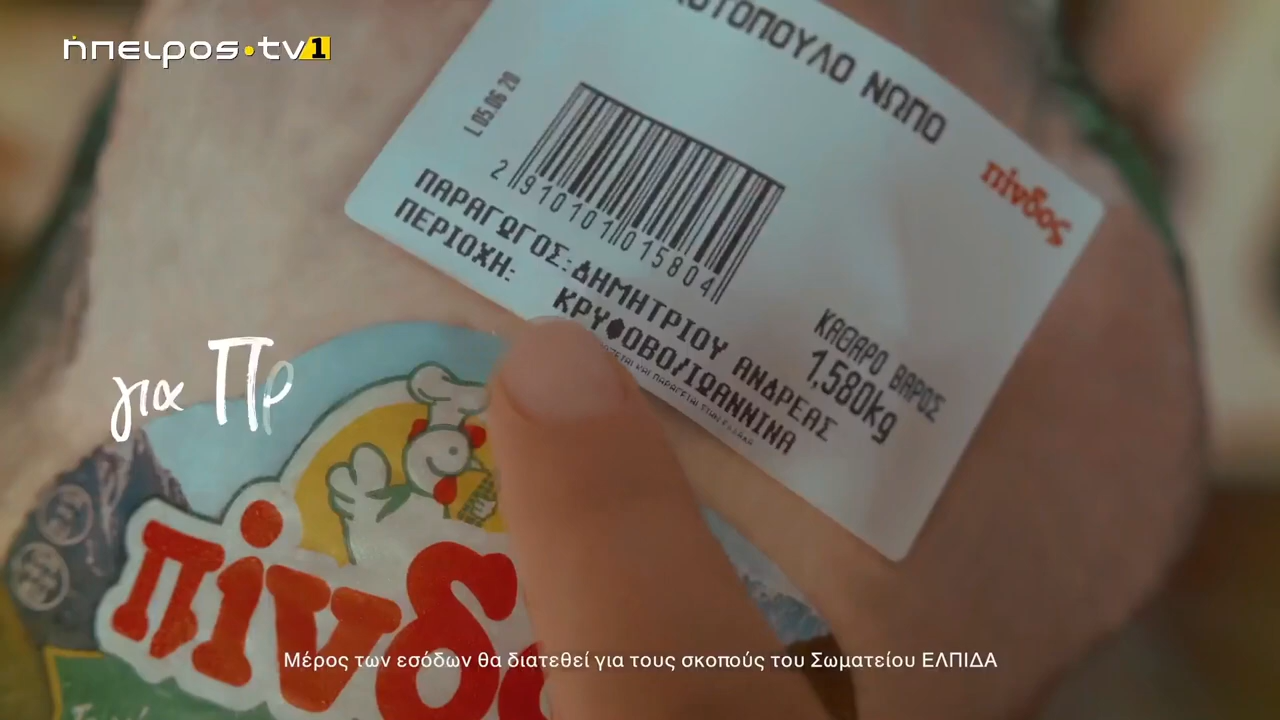 ήπειρος·tv1
ΚΟΤΟΠΟΥΛΟ ΝΩΠΟ
L 05.06 20
πίνδος
2 910101 015804
ΠΑΡΑΓΩΓΟΣ: ΔΗΜΗΤΡΙΟΥ ΑΝΔΡΕΑΣ
ΠΕΡΙΟΧΗ: ΚΡΥΦΟΒΟ/ΙΩΑΝΝΙΝΑ
ΚΑΘΑΡΟ ΒΑΡΟΣ
1,580kg
για Πρ
πίνδο
Μέρος των εσόδων θα διατεθεί για τους σκοπούς του Σωματείου ΕΛΠΙΔΑ